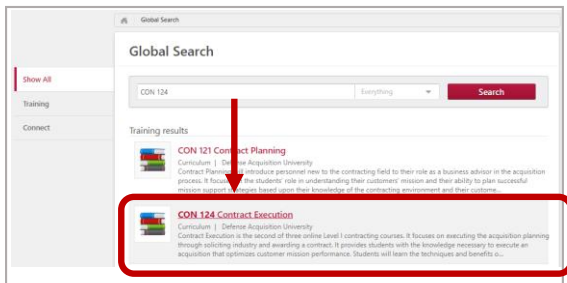 Global Search
Global Search
Show All
Training
Connect
CON 124
Everything
Search
Training results
CON 121 Contract Planning
Curriculum | Defense Acquisition University
Contract Planning will introduce personnel new to the contracting field to their role as a business advisor in the acquisition
process. It focuses on the students' role in understanding their customers' mission and their ability to plan successful
mission support strategies based upon their knowledge of the contracting environment and their custome...
CON 124 Contract Execution
Curriculum | Defense Acquisition University
Contract Execution is the second of three online Level I contracting courses. It focuses on executing the acquisition planning
through soliciting industry and awarding a contract. It provides students with the knowledge necessary to execute an
acquisition that optimizes customer mission performance. Students will learn the techniques and benefits o...